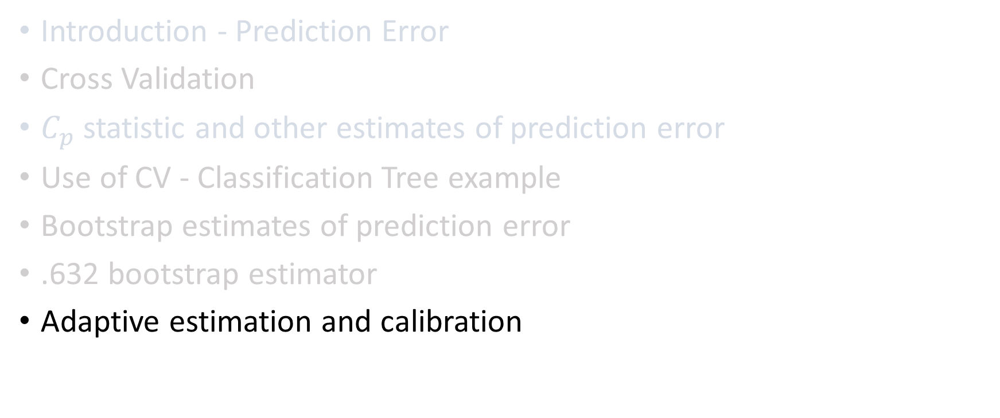 • Introduction - Prediction Error
• Cross Validation
• $C_p$ statistic and other estimates of prediction error
• Use of CV - Classification Tree example
• Bootstrap estimates of prediction error
• .632 bootstrap estimator
• Adaptive estimation and calibration